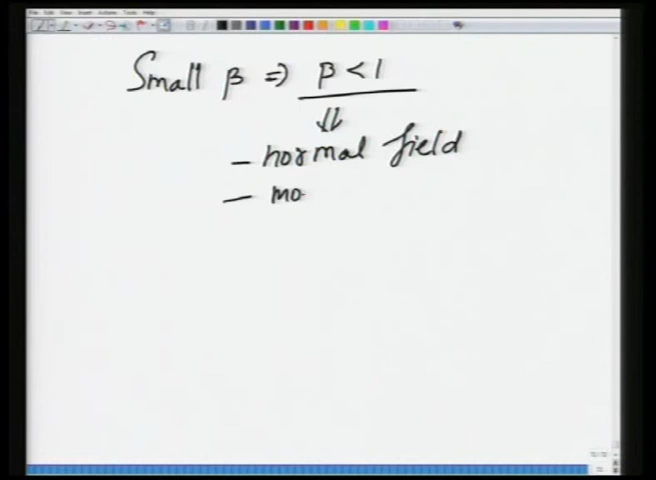 Small β ⇒ β < 1
⇓
– normal field
– mo